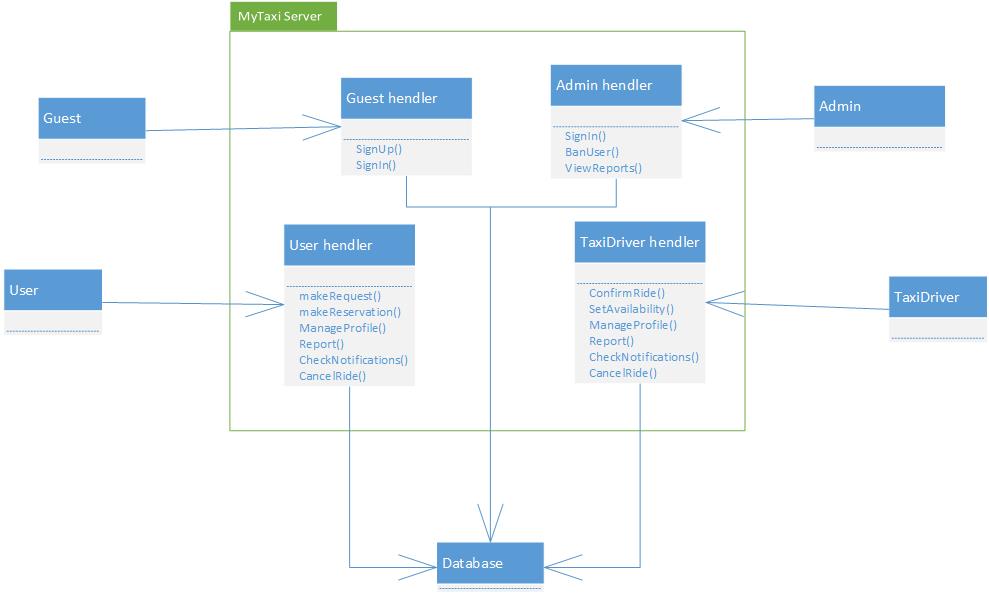 MyTaxi Server
Guest
Guest hendler
SignUp()
SignIn()
Admin hendler
SignIn()
BanUser()
ViewReports()
Admin
User
User hendler
makeRequest()
makeReservation()
ManageProfile()
Report()
CheckNotifications()
CancelRide()
TaxiDriver hendler
ConfirmRide()
SetAvailability()
ManageProfile()
Report()
CheckNotifications()
CancelRide()
TaxiDriver
Database